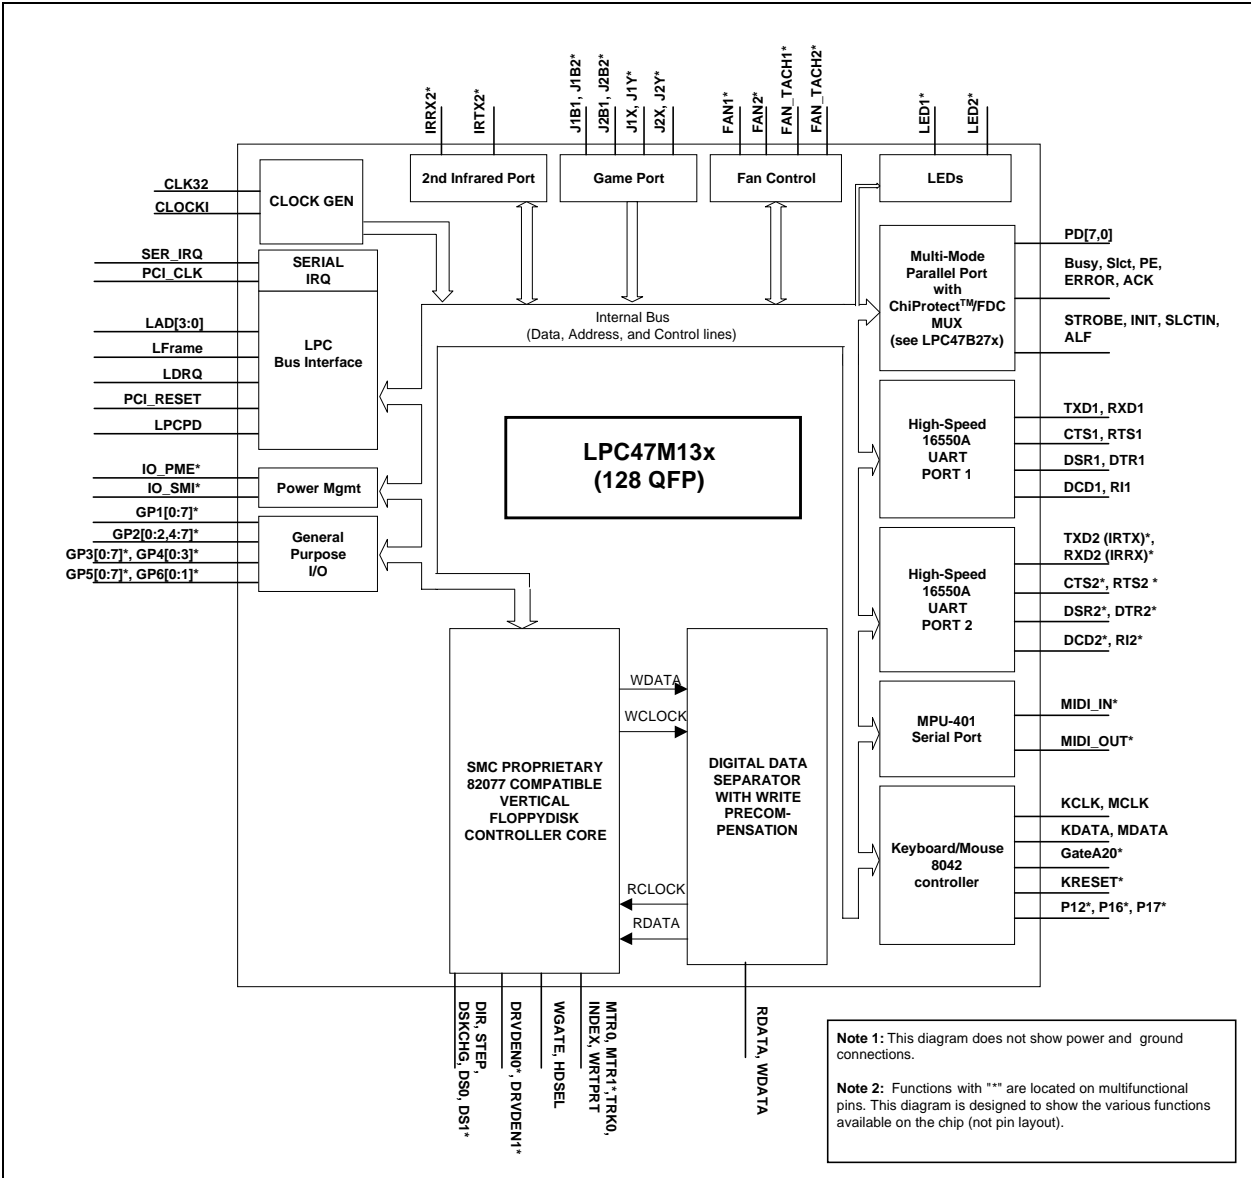 IRRX2*
IRTX2*
J1B1, J1B2*
J2B1, J2B2*
J1X, J1Y*
J2X, J2Y*
FAN1*
FAN2*
FAN_TACH1*
FAN_TACH2*
LED1*
LED2*
CLK32
CLOCKI
CLOCK GEN
2nd Infrared Port
Game Port
Fan Control
LEDs
SER_IRQ
PCI_CLK
SERIAL
IRQ
LAD[3:0]
LFrame
LDRQ
PCI_RESET
LPCPD
LPC
Bus Interface
Internal Bus
(Data, Address, and Control lines)
Multi-Mode
Parallel Port
with
ChiProtect™/FDC
MUX
(see LPC47B27x)
PD[7,0]
Busy, Slct, PE,
ERROR, ACK
STROBE, INIT, SLCTIN,
ALF
LPC47M13x
(128 QFP)
High-Speed
16550A
UART
PORT 1
TXD1, RXD1
CTS1, RTS1
DSR1, DTR1
DCD1, RI1
IO_PME*
IO_SMI*
Power Mgmt
GP1[0:7]*
GP2[0:2,4:7]*
GP3[0:7]*, GP4[0:3]*
GP5[0:7]*, GP6[0:1]*
General
Purpose
I/O
High-Speed
16550A
UART
PORT 2
TXD2 (IRTX)*,
RXD2 (IRRX)*
CTS2*, RTS2 *
DSR2*, DTR2*
DCD2*, RI2*
MPU-401
Serial Port
MIDI_IN*
MIDI_OUT*
SMC PROPRIETARY
82077 COMPATIBLE
VERTICAL
FLOPPYDISK
CONTROLLER CORE
WDATA
WCLOCK
RCLOCK
RDATA
DIGITAL DATA
SEPARATOR
WITH WRITE
PRECOM-
PENSATION
Keyboard/Mouse
8042
controller
KCLK, MCLK
KDATA, MDATA
GateA20*
KRESET*
P12*, P16*, P17*
DIR, STEP,
DSKCHG, DS0, DS1*
DRVDEN0*, DRVDEN1*
WGATE, HDSEL
MTR0, MTR1*,TRK0,
INDEX, WRTPRT
RDATA, WDATA
Note 1: This diagram does not show power and ground
connections.
Note 2: Functions with "*" are located on multifunctional
pins. This diagram is designed to show the various functions
available on the chip (not pin layout).